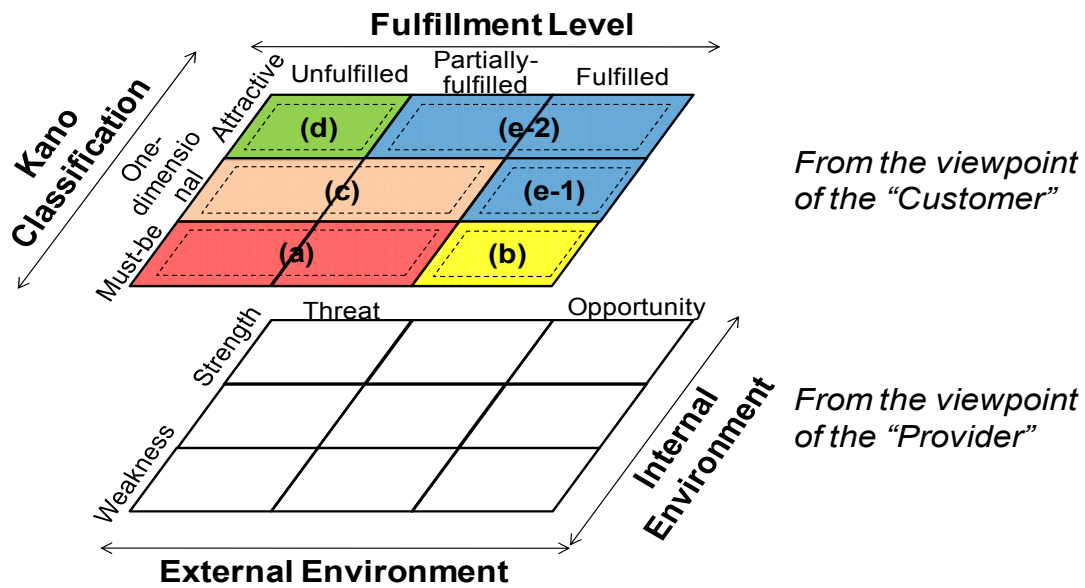 Fulfillment Level
Unfulfilled
Partially-
fulfilled
Fulfilled
Kano
Classification
Attractive
One-
dimensio
nal
Must-be
(d)
(e-2)
(c)
(e-1)
(a)
(b)
From the viewpoint
of the “Customer”
Threat
Opportunity
Strength
Weakness
Internal
Environment
From the viewpoint
of the “Provider”
External Environment